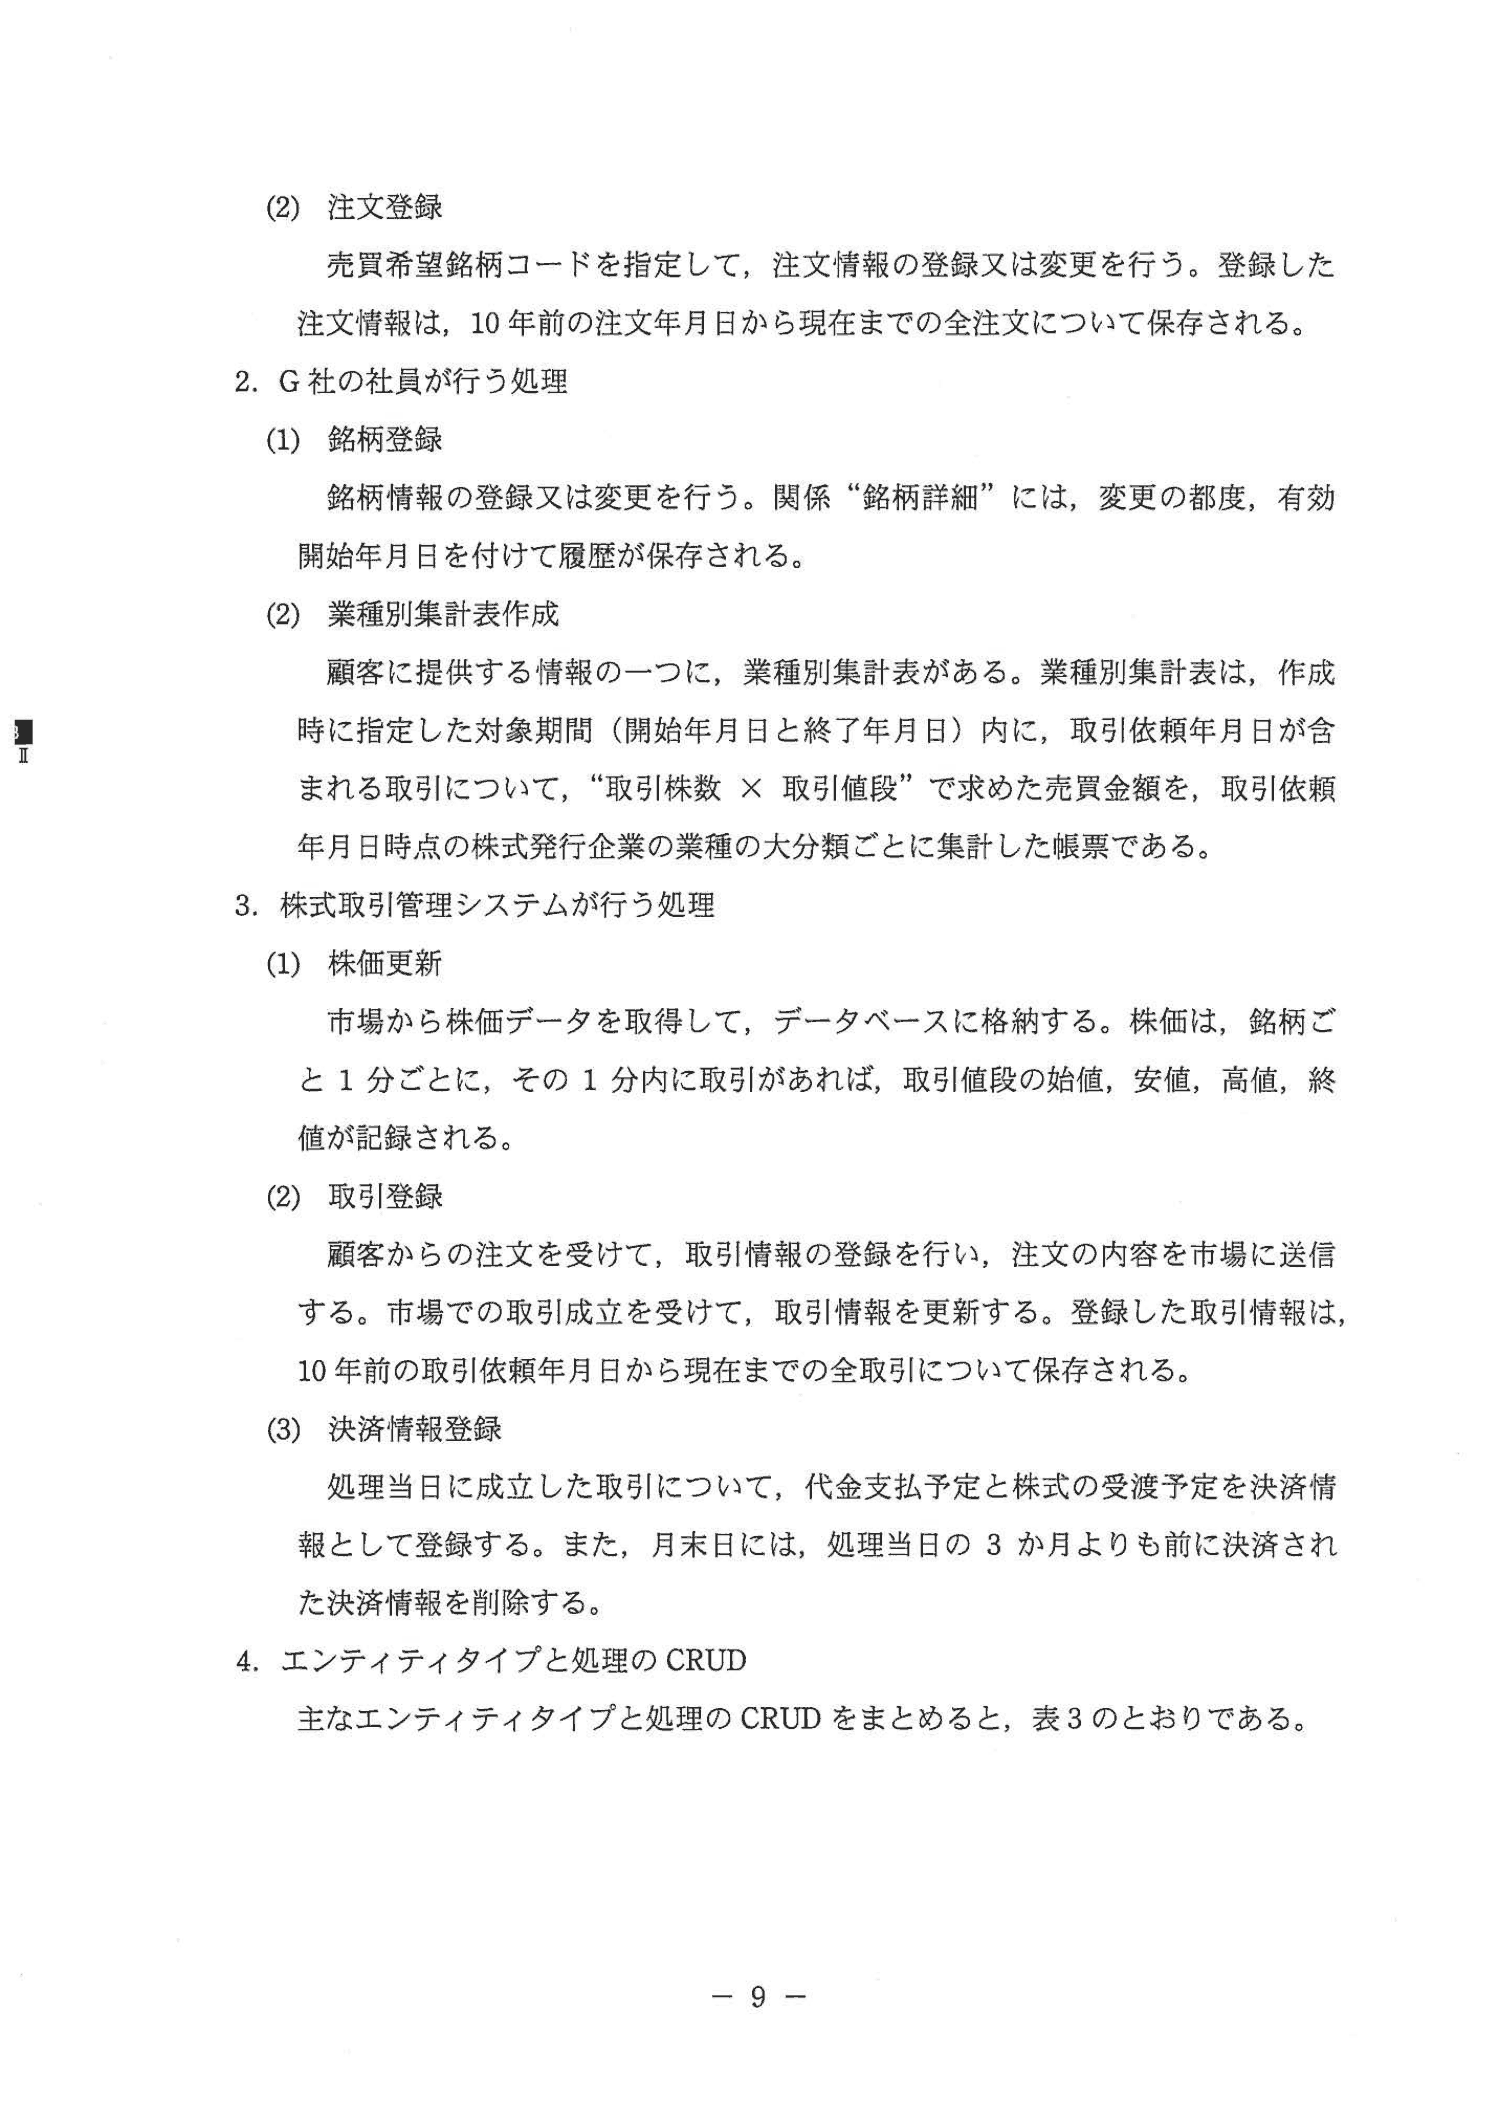 (2) 注文登録
売買希望銘柄コードを指定して，注文情報の登録又は変更を行う。登録した
注文情報は，10 年前の注文年月日から現在までの全注文について保存される。
2．G 社の社員が行う処理
(1) 銘柄登録
銘柄情報の登録又は変更を行う。関係“銘柄詳細”には，変更の都度，有効
開始年月日を付けて履歴が保存される。
(2) 業種別集計表作成
顧客に提供する情報の一つに，業種別集計表がある。業種別集計表は，作成
時に指定した対象期間（開始年月日と終了年月日）内に，取引依頼年月日が含
まれる取引について，“取引株数 × 取引値段”で求めた売買金額を，取引依頼
年月日時点の株式発行企業の業種の大分類ごとに集計した帳票である。
3．株式取引管理システムが行う処理
(1) 株価更新
市場から株価データを取得して，データベースに格納する。株価は，銘柄ご
と 1 分ごとに，その 1 分内に取引があれば，取引値段の始値，安値，高値，終
値が記録される。
(2) 取引登録
顧客からの注文を受けて，取引情報の登録を行い，注文の内容を市場に送信
する。市場での取引成立を受けて，取引情報を更新する。登録した取引情報は，
10 年前の取引依頼年月日から現在までの全取引について保存される。
(3) 決済情報登録
処理当日に成立した取引について，代金支払予定と株式の受渡予定を決済情
報として登録する。また，月末日には，処理当日の 3 か月よりも前に決済され
た決済情報を削除する。
4．エンティティタイプと処理の CRUD
主なエンティティタイプと処理の CRUD をまとめると，表 3 のとおりである。
Ⅱ
－ 9 －